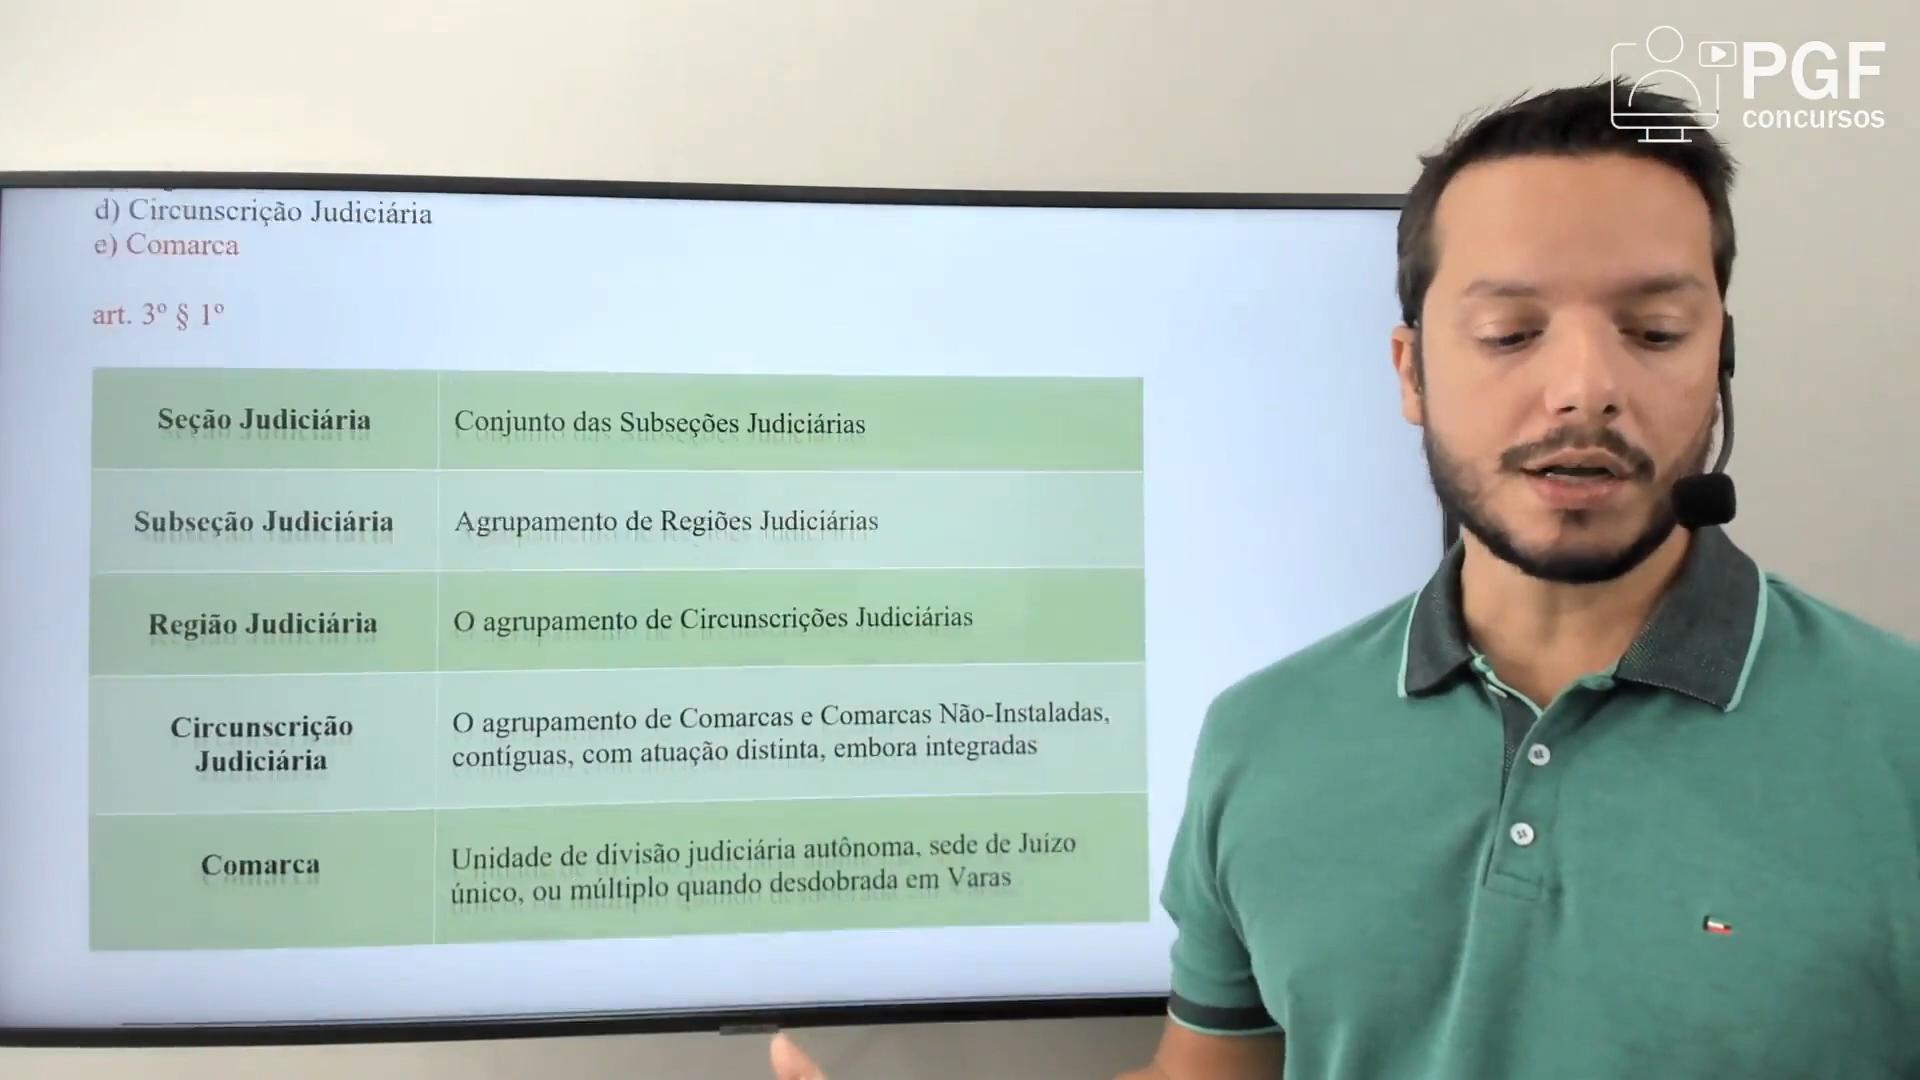 PGF
concursos
d) Circunscrição Judiciária
e) Comarca
art. 3º § 1º
Seção Judiciária
Conjunto das Subseções Judiciárias
Subseção Judiciária
Agrupamento de Regiões Judiciárias
Região Judiciária
O agrupamento de Circunscrições Judiciárias
Circunscrição
Judiciária
O agrupamento de Comarcas e Comarcas Não-Instaladas,
contíguas, com atuação distinta, embora integradas
Comarca
Unidade de divisão judiciária autônoma, sede de Juízo
único, ou múltiplo quando desdobrada em Varas